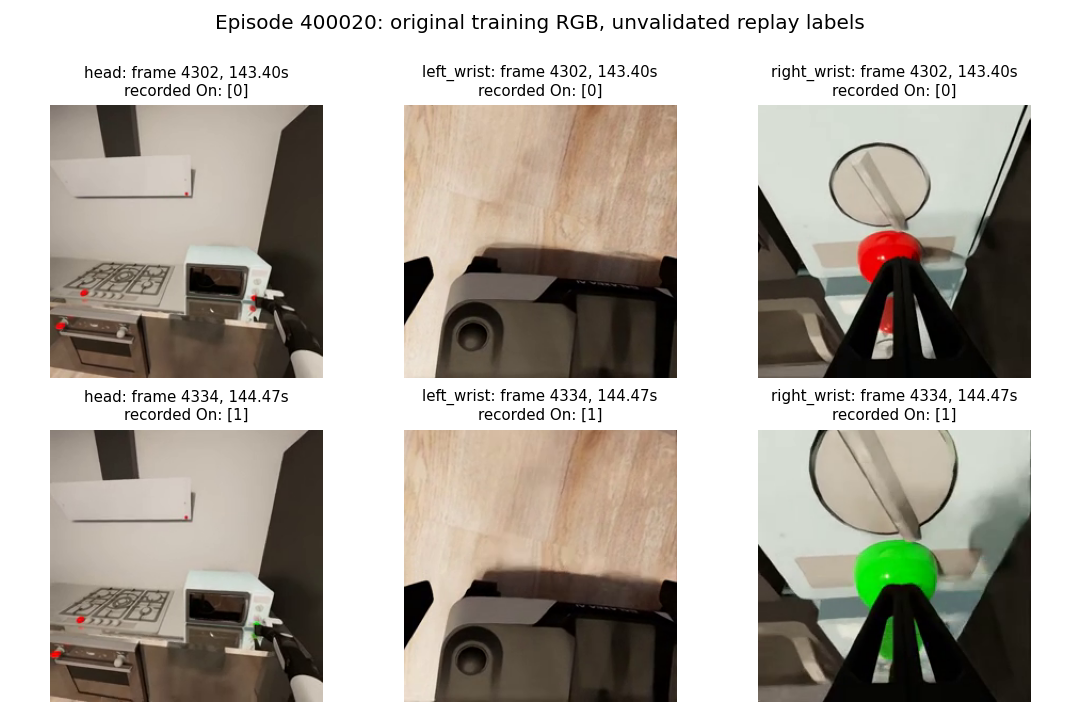 Episode 400020: original training RGB, unvalidated replay labels
head: frame 4302, 143.40s
recorded On: [0]
left_wrist: frame 4302, 143.40s
recorded On: [0]
right_wrist: frame 4302, 143.40s
recorded On: [0]
head: frame 4334, 144.47s
recorded On: [1]
left_wrist: frame 4334, 144.47s
recorded On: [1]
right_wrist: frame 4334, 144.47s
recorded On: [1]